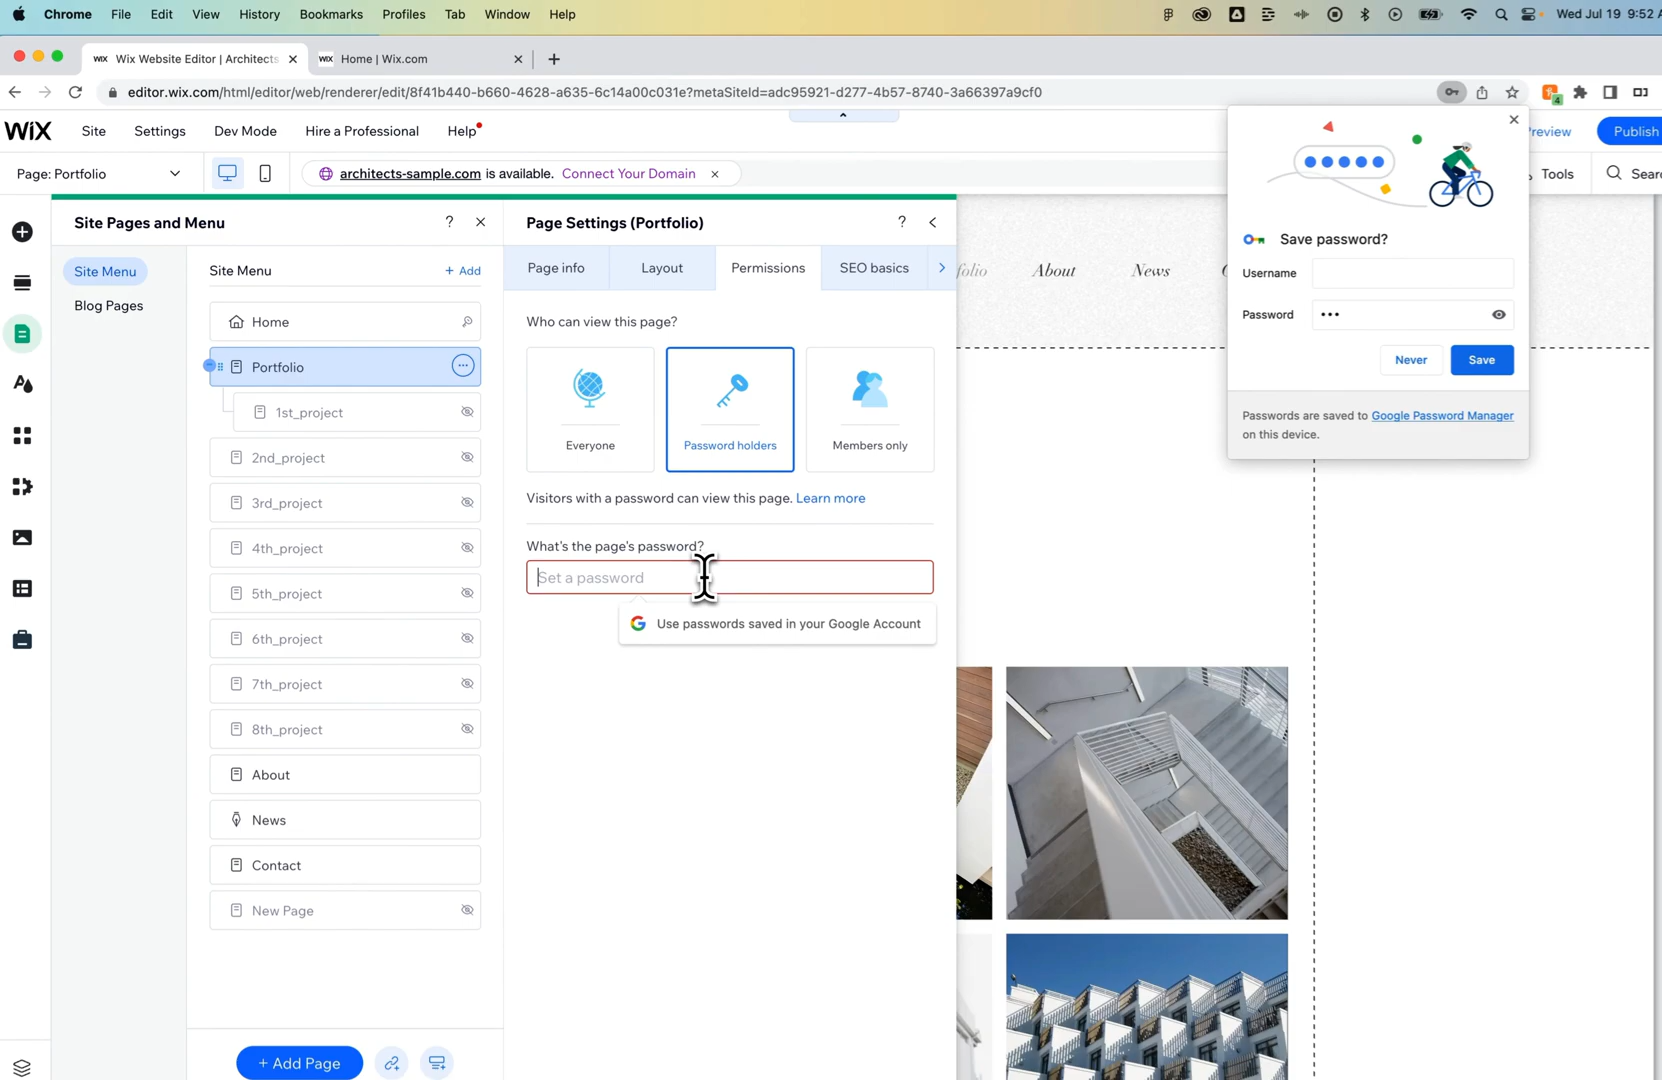 Chrome File Edit View History Bookmarks Profiles Tab Window Help Wed Jul 19 9:52
WIX Wix Website Editor | Architects WIX Home | Wix.com
editor.wix.com/html/editor/web/renderer/edit/8f41b440-b660-4628-a635-6c14a00c031e?metaSiteId=adc95921-d277-4b57-8740-3a66397a9cf0
4
WiX Site Settings Dev Mode Hire a Professional Help
Preview Publish
Page: Portfolio
architects-sample.com is available. Connect Your Domain
Tools Sear
Site Pages and Menu ?
Page Settings (Portfolio) ?
Site Menu
Blog Pages
Site Menu + Add
Home
Portfolio
1st_project
2nd_project
3rd_project
4th_project
5th_project
6th_project
7th_project
8th_project
About
News
Contact
New Page
+ Add Page
Page info Layout Permissions SEO basics
Who can view this page?
Everyone Password holders Members only
Visitors with a password can view this page. Learn more
What's the page's password?
Set a password
Use passwords saved in your Google Account
folio About News
Save password?
Username
Password •••
Never Save
Passwords are saved to Google Password Manager
on this device.